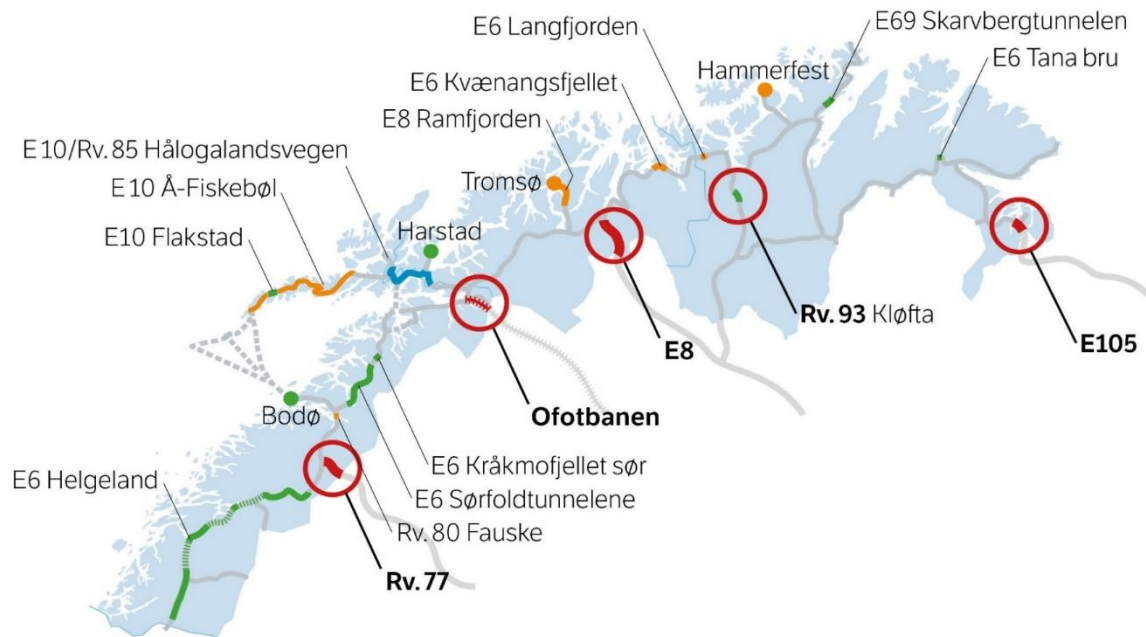 E69 Skarvbergtunnelen
E6 Langfjorden
E6 Tana bru
Hammerfest
E6 Kvænangsfjellet
E8 Ramfjorden
E10/Rv. 85 Hålogalandsvegen
E10 Å-Fiskebøl
Tromsø
E10 Flakstad
Harstad
Rv. 93 Kløfta
E105
E8
Ofotbanen
Bodø
E6 Kråkmofjellet sør
E6 Helgeland
E6 Sørfoldtunnelene
Rv. 80 Fauske
Rv. 77